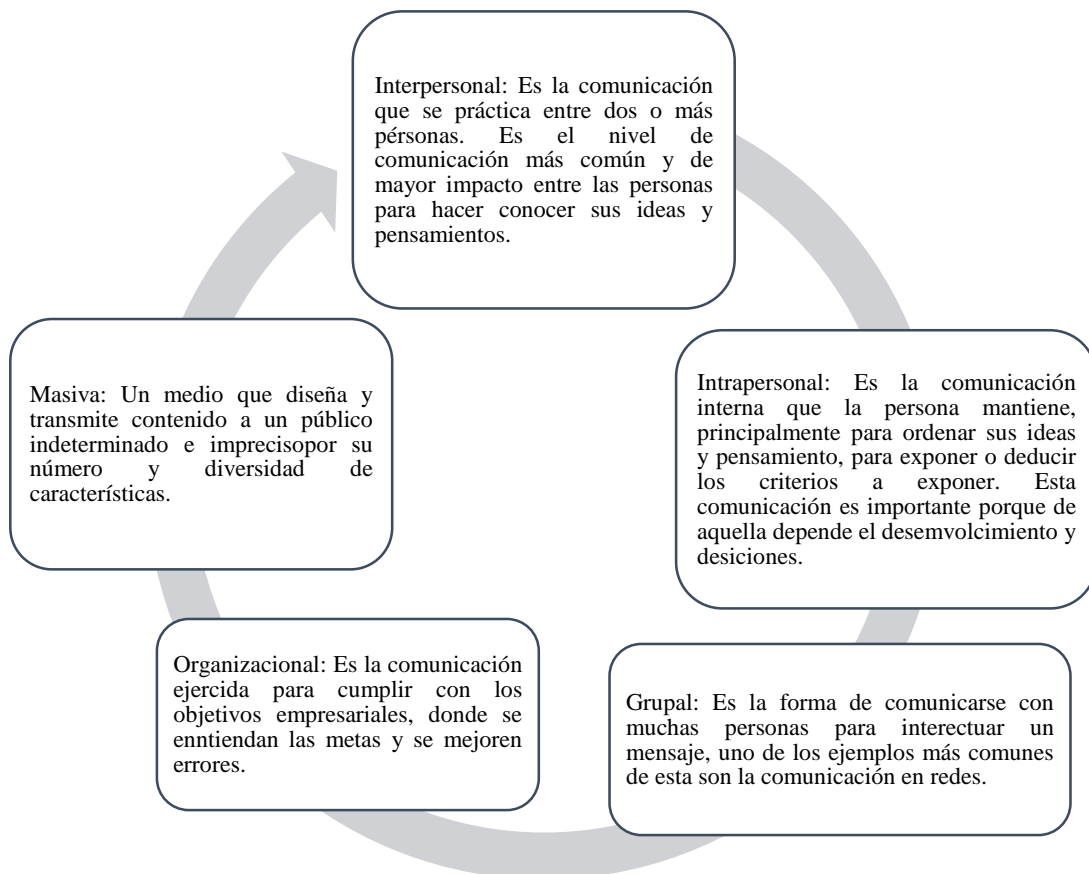 Interpersonal: Es la comunicación
que se práctica entre dos o más
pérsonas. Es el nivel de
comunicación más común y de
mayor impacto entre las personas
para hacer conocer sus ideas y
pensamientos.
Intrapersonal: Es la comunicación
interna que la persona mantiene,
principalmente para ordenar sus ideas
y pensamiento, para exponer o deducir
los criterios a exponer. Esta
comunicación es importante porque de
aquella depende el desemvolcimiento y
desiciones.
Grupal: Es la forma de comunicarse con
muchas personas para interectuar un
mensaje, uno de los ejemplos más comunes
de esta son la comunicación en redes.
Organizacional: Es la comunicación
ejercida para cumplir con los
objetivos empresariales, donde se
enntiendan las metas y se mejoren
errores.
Masiva: Un medio que diseña y
transmite contenido a un público
indeterminado e imprecisopor su
número y diversidad de
característificas.